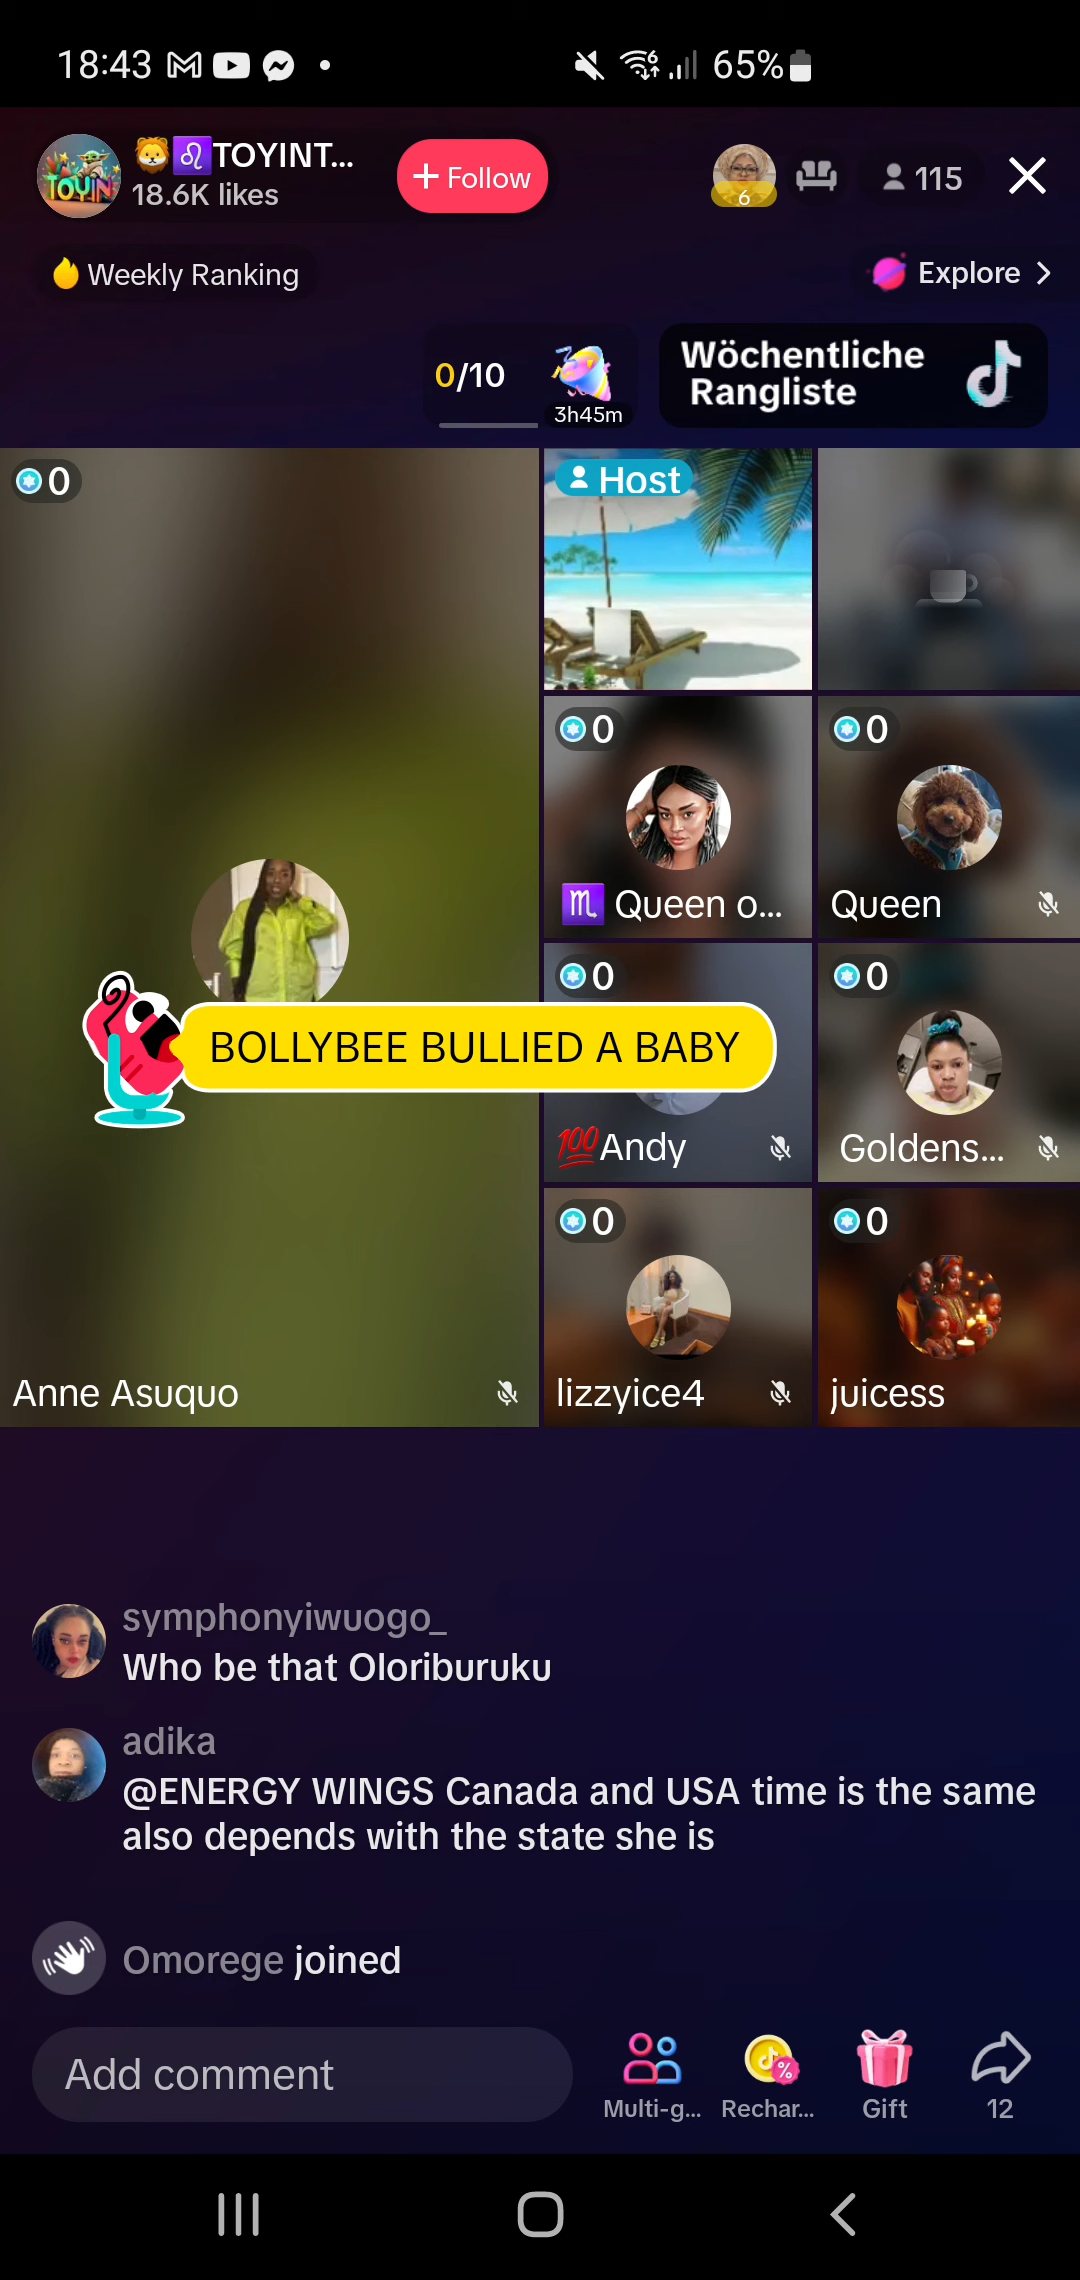 18:43
65%
🦁♌TOYINT...
18.6K likes
+ Follow
6
115
Weekly Ranking
Explore >
0/10
3h45m
Wöchentliche
Rangliste
0
Host
0
0
♏ Queen o...
Queen
0
0
BOLLYBEE BULLIED A BABY
💯Andy
Goldens...
0
0
Anne Asuquo
lizzyice4
juicess
symphonyiwuogo_
Who be that Oloriburuku
adika
@ENERGY WINGS Canada and USA time is the same
also depends with the state she is
Omorege joined
Add comment
Multi-g...
Rechar...
Gift
12